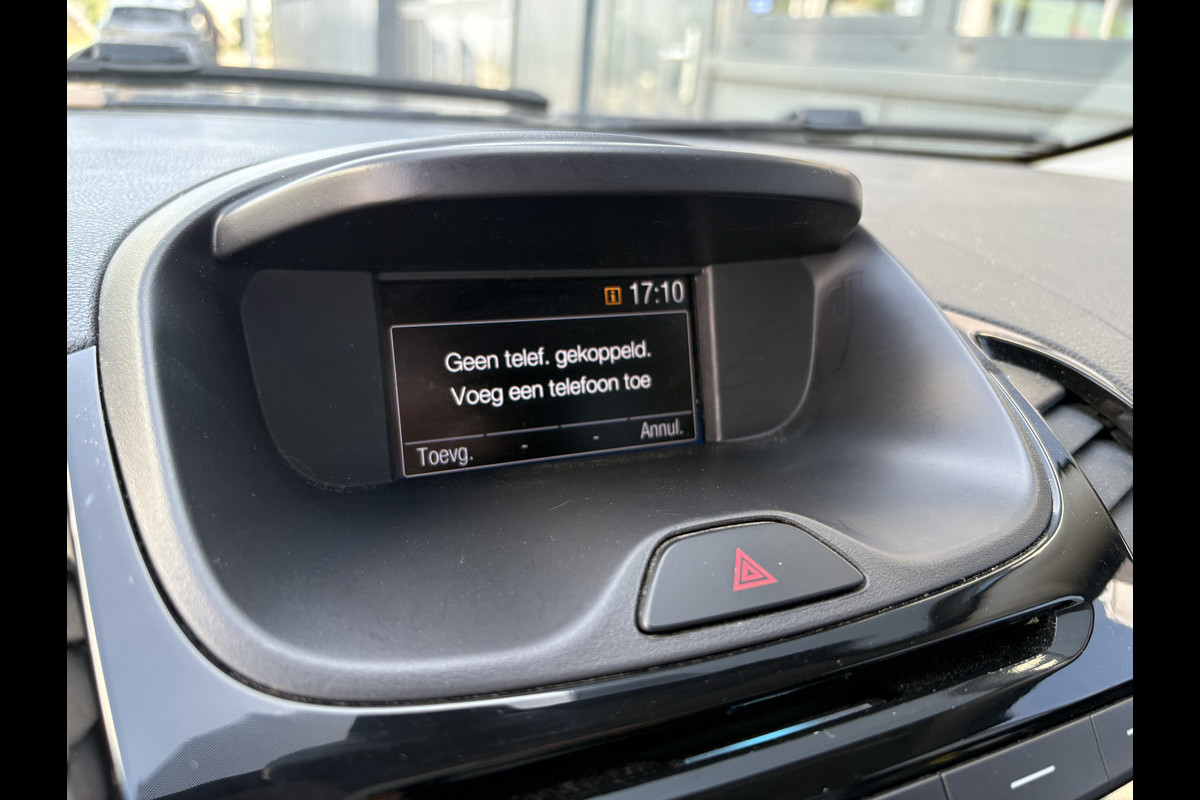 17:10
Geen telef. gekoppeld.
Voeg een telefoon toe
Toevg. - - Annul.